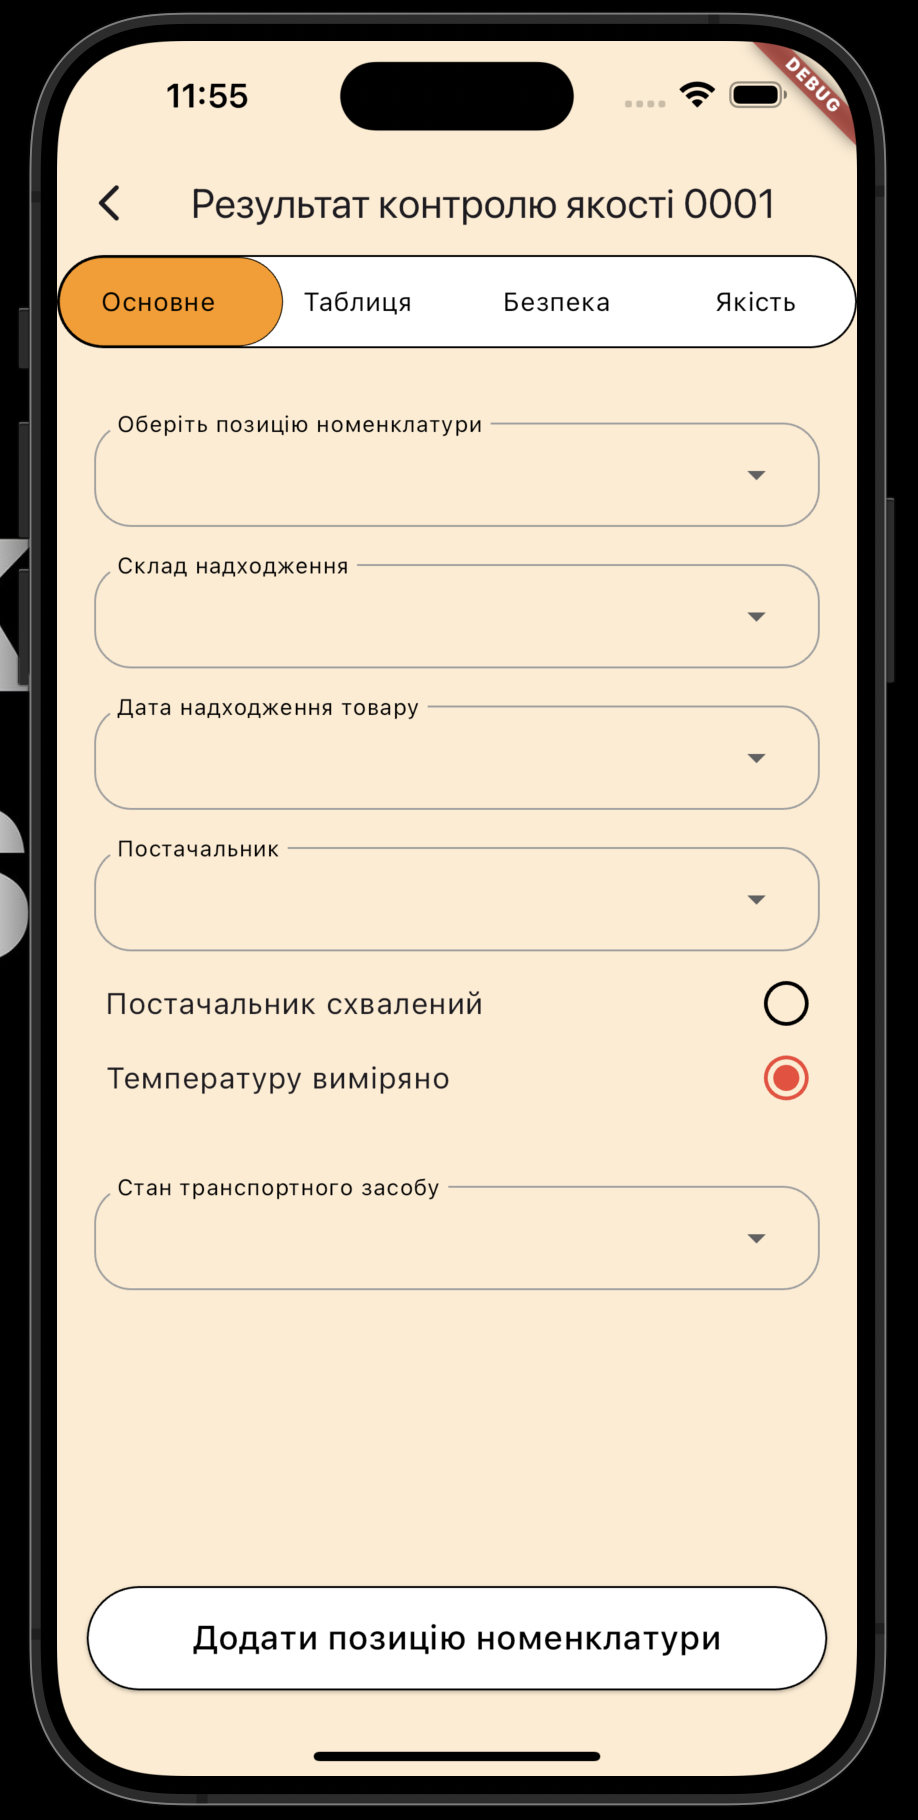 11:55
DEBUG
Результат контролю якості 0001
Основне Таблиця Безпека Якість
Оберіть позицію номенклатури
Склад надходження
Дата надходження товару
Постачальник
Постачальник схвалений
Температуру виміряно
Стан транспортного засобу
Додати позицію номенклатури